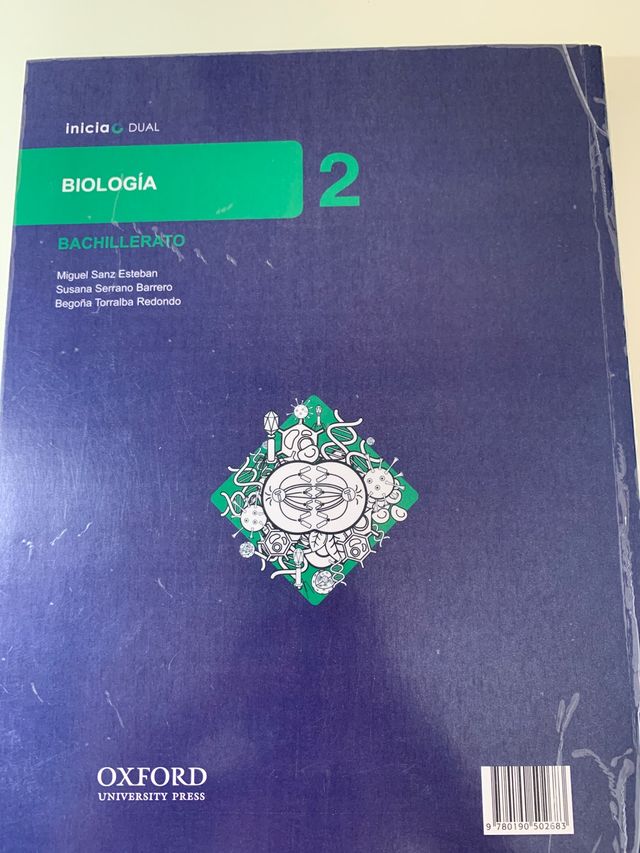 inicia DUAL
BIOLOGÍA
2
BACHILLERATO
Miguel Sanz Esteban
Susana Serrano Barrero
Begoña Torralba Redondo
OXFORD
UNIVERSITY PRESS
9 780190 502683